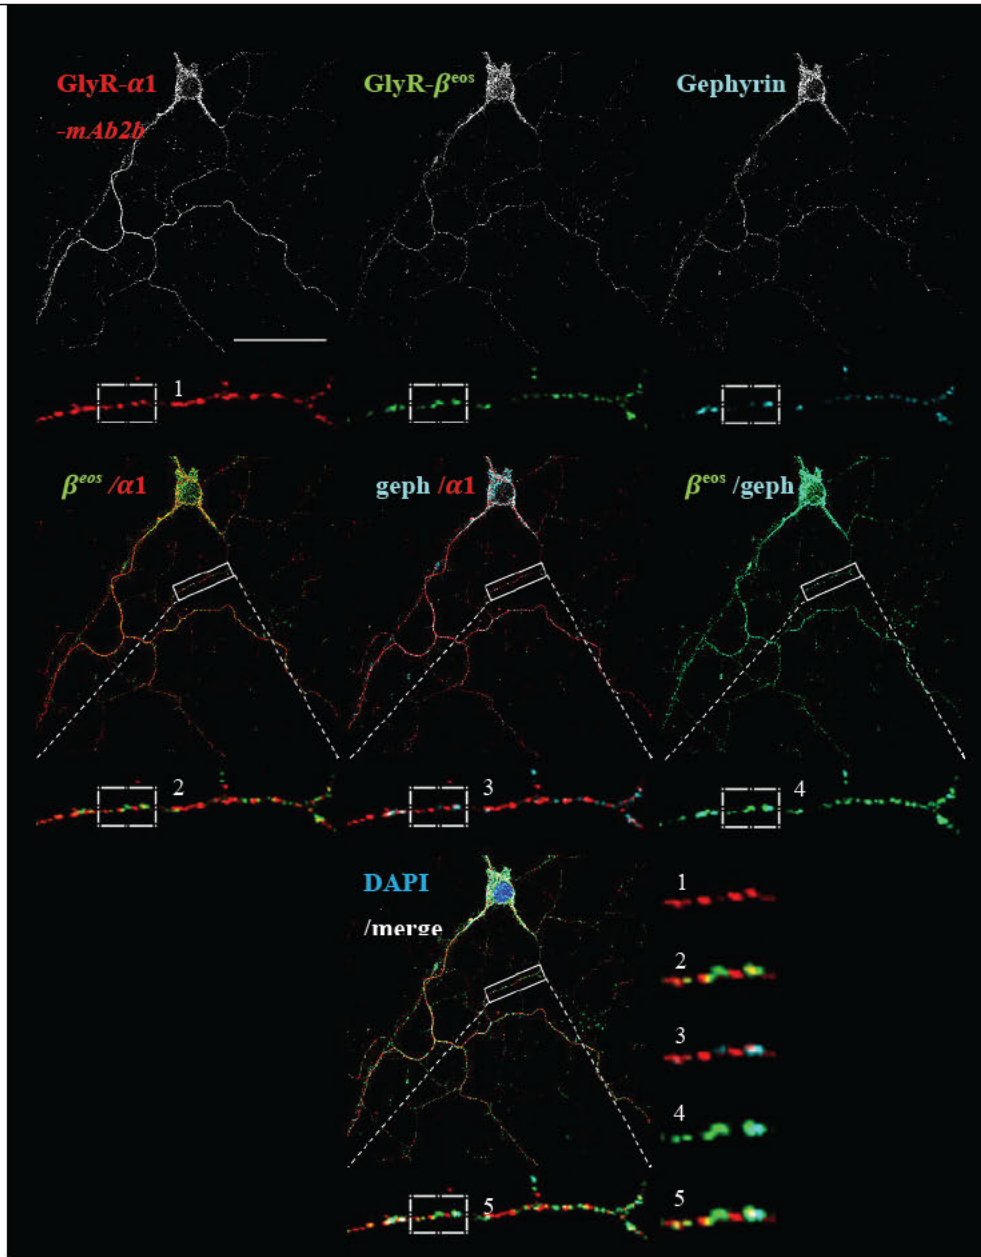 GlyR-α1
-mAb2b
GlyR-β^eos
Gephyrin
1
β^eos /α1
geph /α1
β^eos /geph
2
3
4
DAPI
/merge
5
1
2
3
4
5